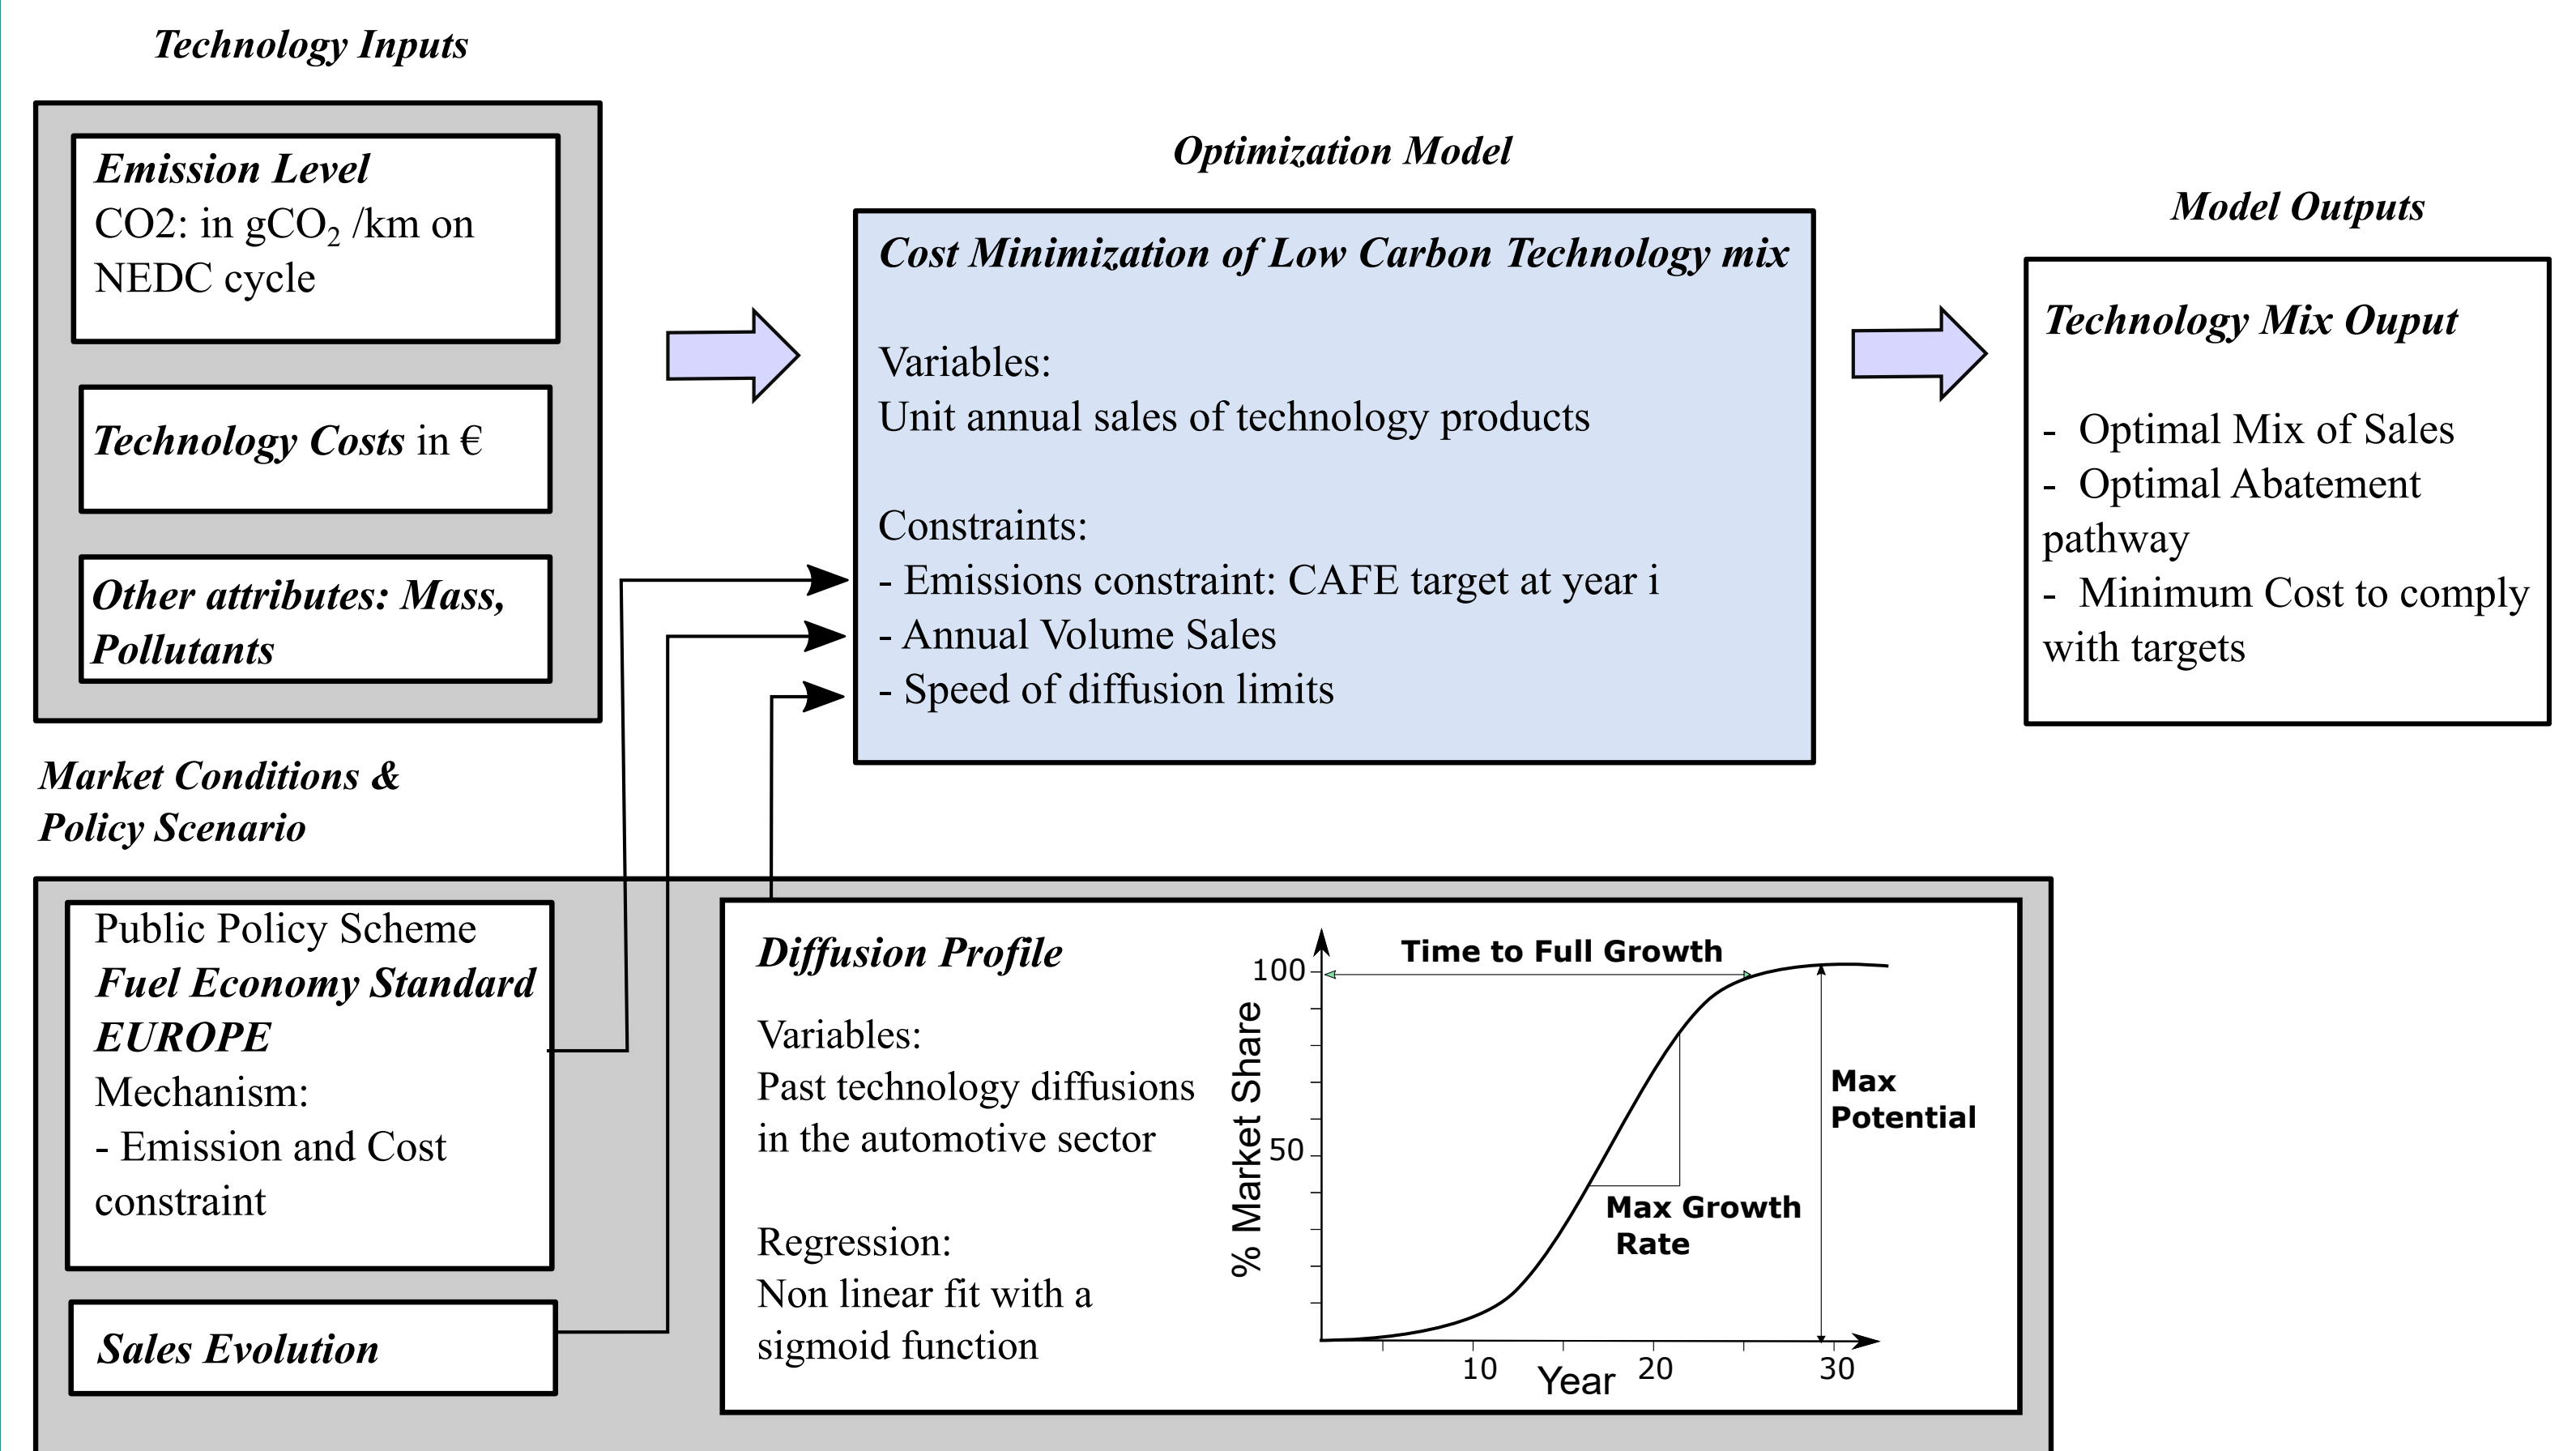 Technology Inputs
Emission Level
CO2: in gCO₂ /km on
NEDC cycle
Technology Costs in €
Other attributes: Mass,
Pollutants
Optimization Model
Cost Minimization of Low Carbon Technology mix
Variables:
Unit annual sales of technology products
Constraints:
- Emissions constraint: CAFE target at year i
- Annual Volume Sales
- Speed of diffusion limits
Model Outputs
Technology Mix Ouput
- Optimal Mix of Sales
- Optimal Abatement
pathway
- Minimum Cost to comply
with targets
Market Conditions &
Policy Scenario
Public Policy Scheme
Fuel Economy Standard
EUROPE
Mechanism:
- Emission and Cost
constraint
Sales Evolution
Diffusion Profile
Variables:
Past technology diffusions
in the automotive sector
Regression:
Non linear fit with a
sigmoid function
% Market Share
100
50
Time to Full Growth
Max
Potential
Max Growth
Rate
10
20
30
Year